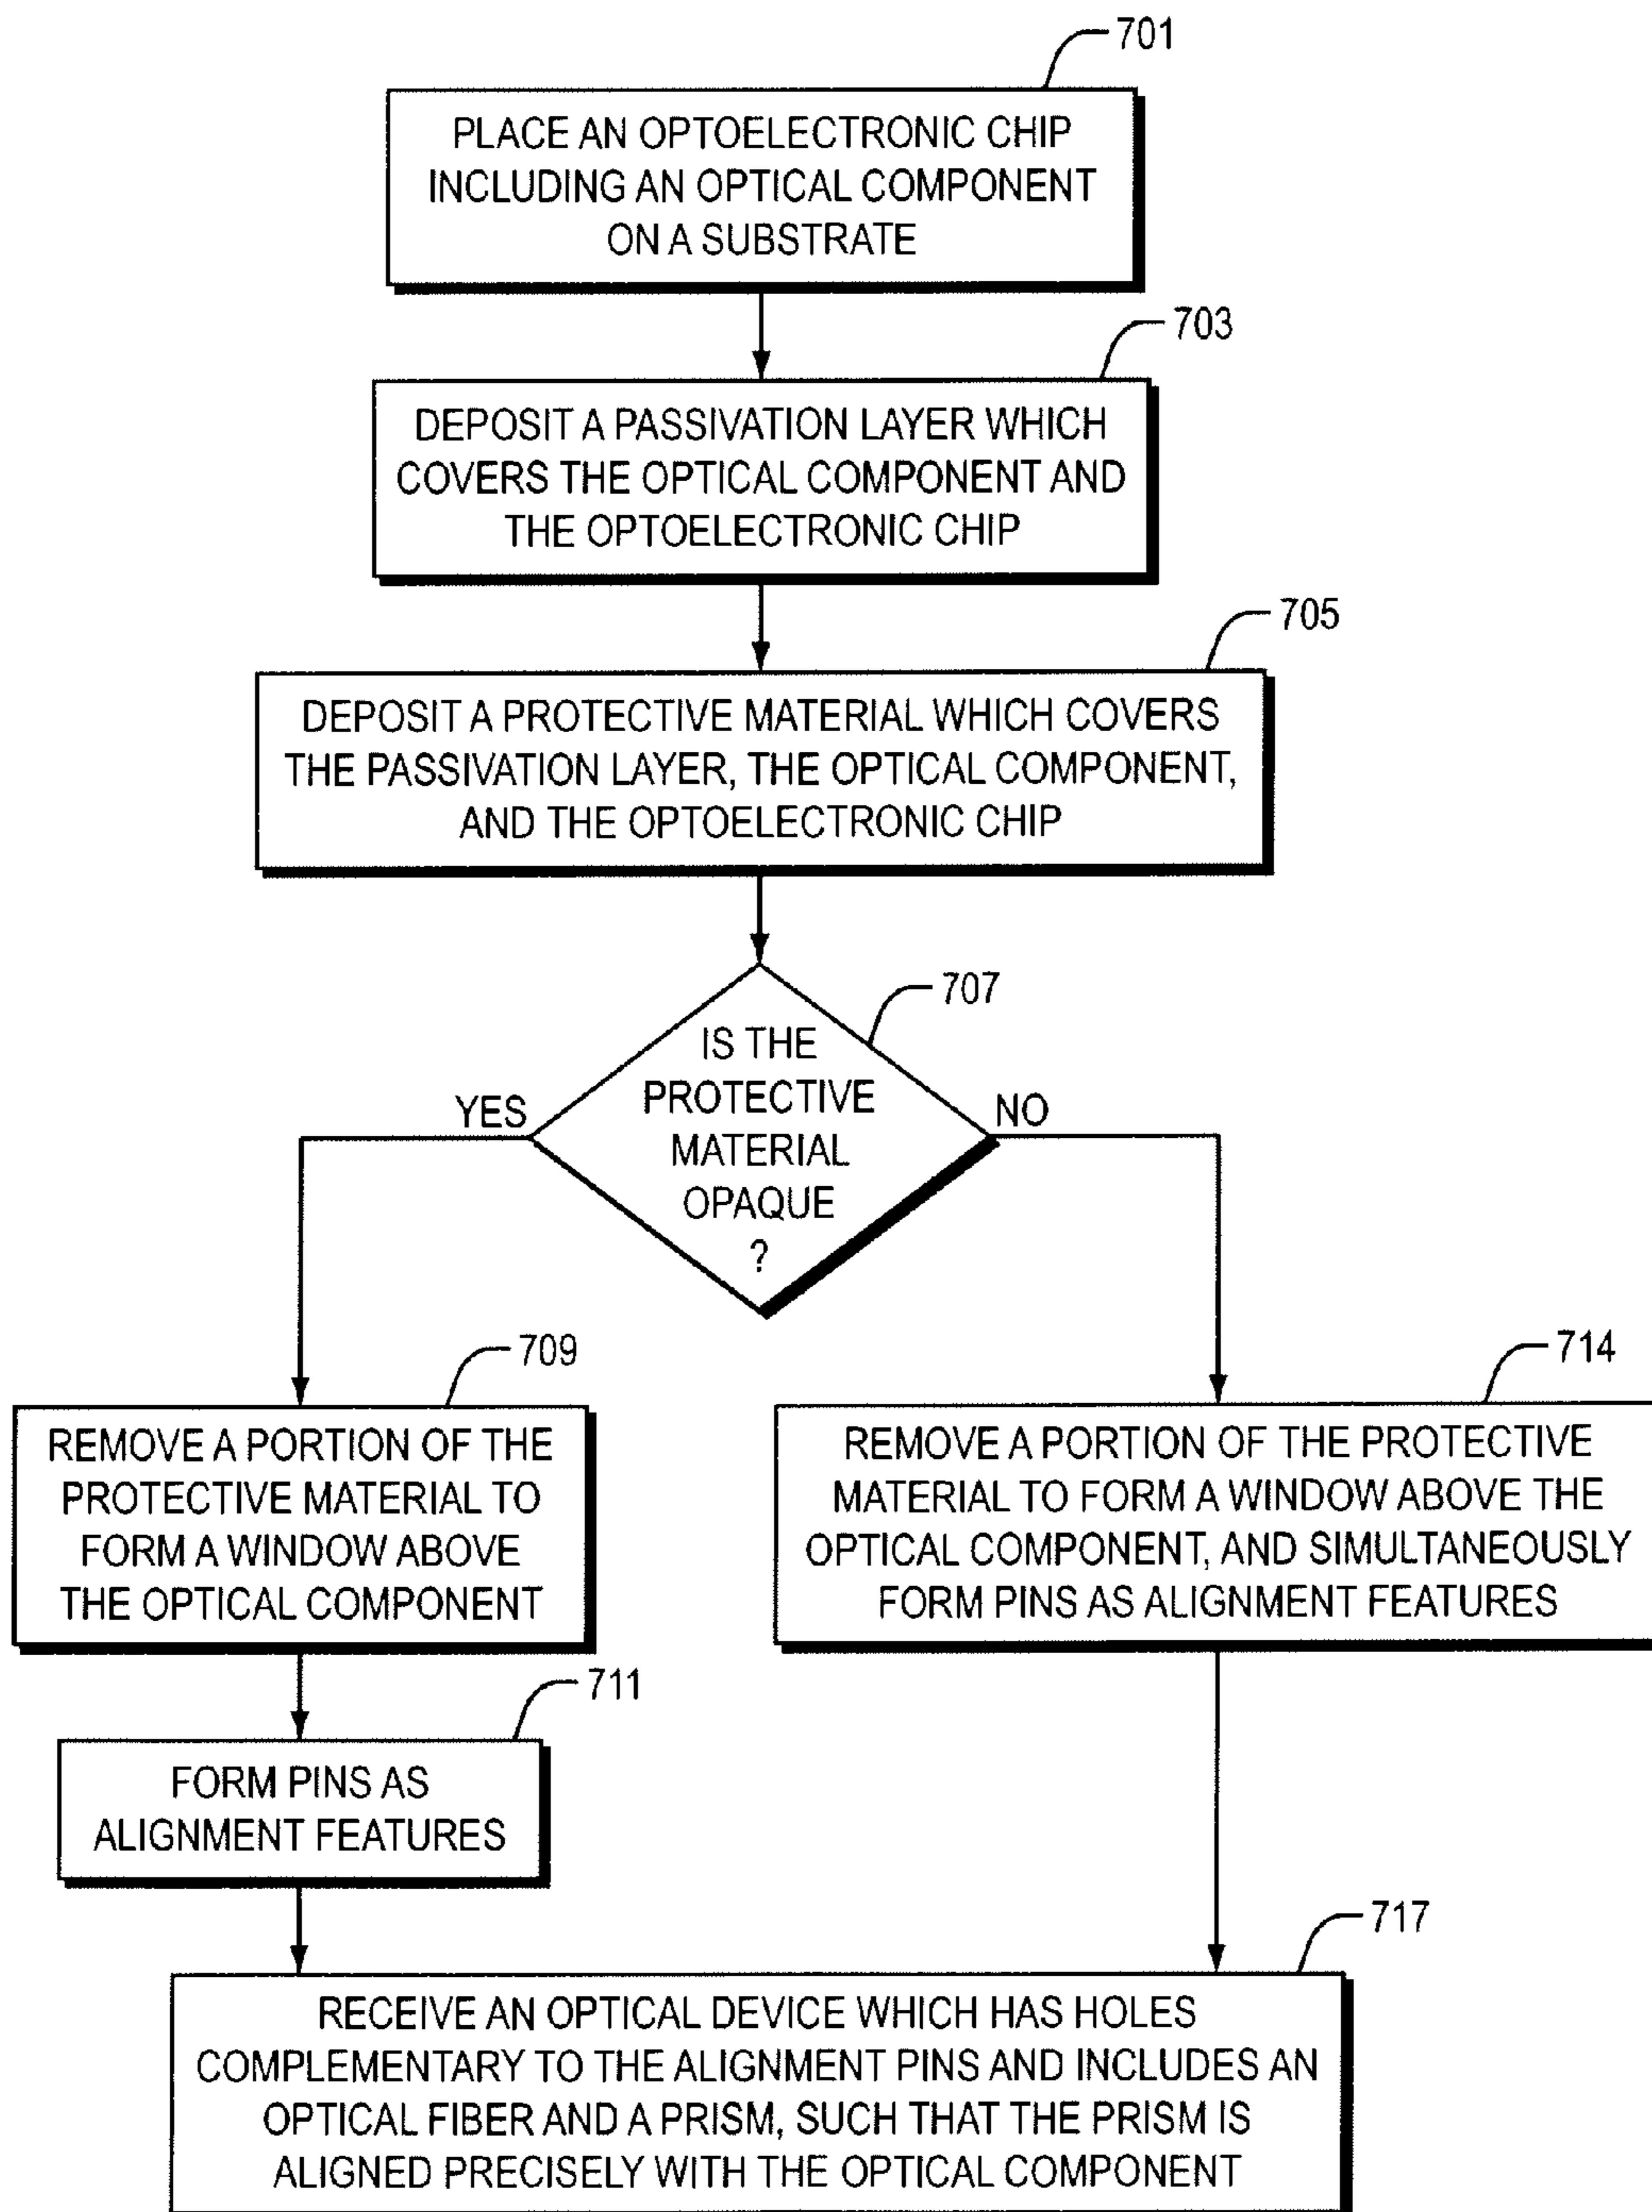 701
PLACE AN OPTOELECTRONIC CHIP
INCLUDING AN OPTICAL COMPONENT
ON A SUBSTRATE
703
DEPOSIT A PASSIVATION LAYER WHICH
COVERS THE OPTICAL COMPONENT AND
THE OPTOELECTRONIC CHIP
705
DEPOSIT A PROTECTIVE MATERIAL WHICH COVERS
THE PASSIVATION LAYER, THE OPTICAL COMPONENT,
AND THE OPTOELECTRONIC CHIP
707
IS THE
PROTECTIVE
MATERIAL
OPAQUE
?
YES
NO
709
REMOVE A PORTION OF THE
PROTECTIVE MATERIAL TO
FORM A WINDOW ABOVE
THE OPTICAL COMPONENT
714
REMOVE A PORTION OF THE PROTECTIVE
MATERIAL TO FORM A WINDOW ABOVE THE
OPTICAL COMPONENT, AND SIMULTANEOUSLY
FORM PINS AS ALIGNMENT FEATURES
711
FORM PINS AS
ALIGNMENT FEATURES
717
RECEIVE AN OPTICAL DEVICE WHICH HAS HOLES
COMPLEMENTARY TO THE ALIGNMENT PINS AND INCLUDES AN
OPTICAL FIBER AND A PRISM, SUCH THAT THE PRISM IS
ALIGNED PRECISELY WITH THE OPTICAL COMPONENT